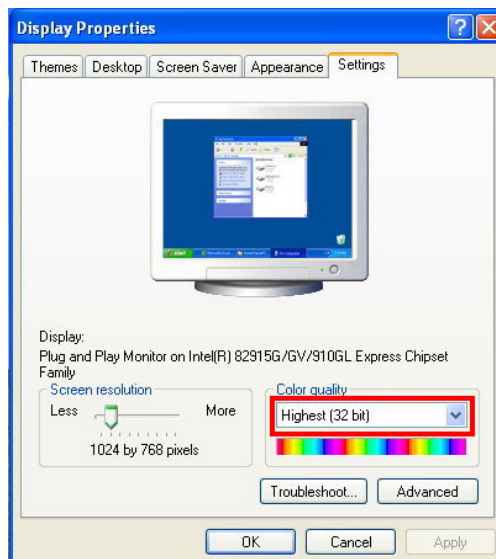 Display Properties
Themes
Desktop
Screen Saver
Appearance
Settings
start
Display:
Plug and Play Monitor on Intel(R) 82915G/GV/910GL Express Chipset
Family
Screen resolution
Less
More
1024 by 768 pixels
Color quality
Highest (32 bit)
Troubleshoot...
Advanced
OK
Cancel
Apply